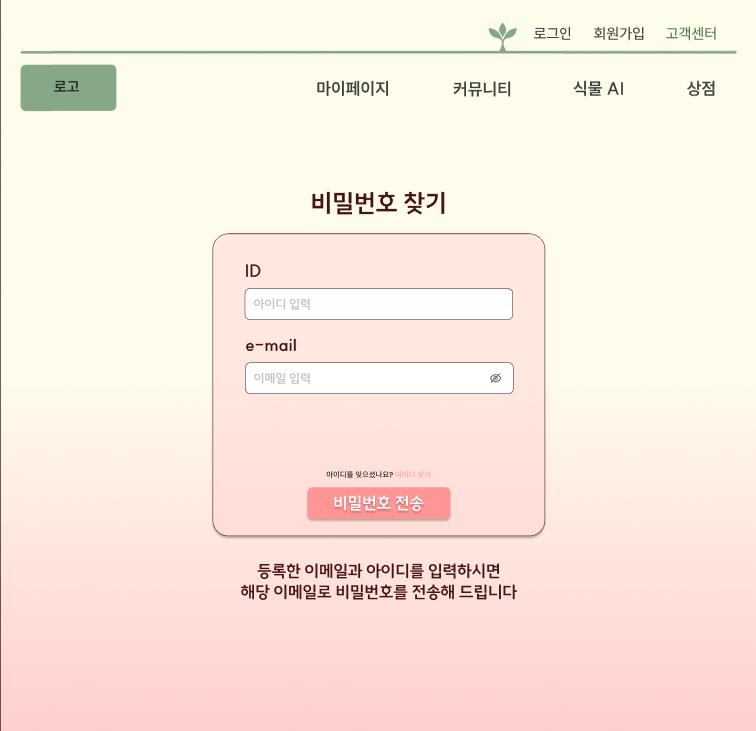 로그인 회원가입 고객센터
로고 마이페이지 커뮤니티 식물 AI 상점
비밀번호 찾기
ID
아이디 입력
e-mail
이메일 입력
아이디를 잊으셨나요? 아이디 찾기
비밀번호 전송
등록한 이메일과 아이디를 입력하시면
해당 이메일로 비밀번호를 전송해 드립니다